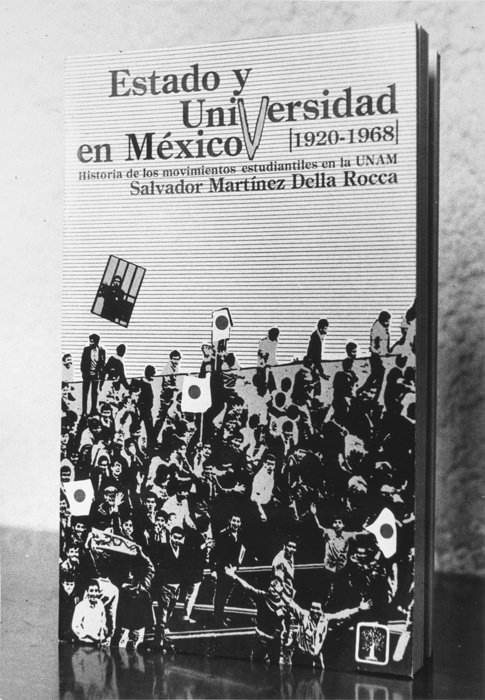 Estado y
UniVersidad
en México [1920-1968]
Historia de los movimientos estudiantiles en la UNAM
Salvador Martínez Della Rocca